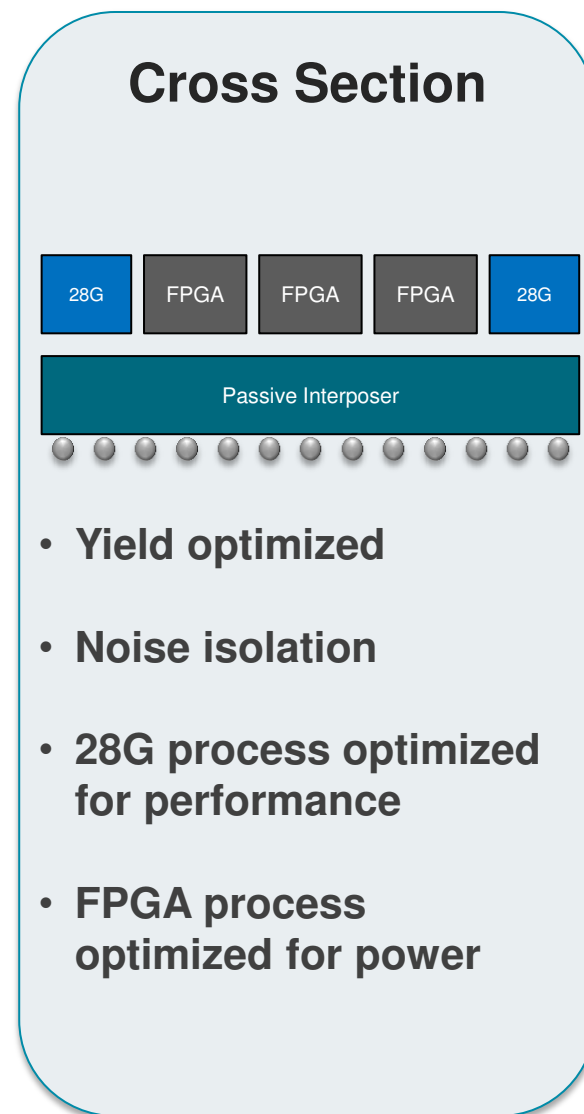 Cross Section
28G FPGA FPGA FPGA 28G
Passive Interposer
• Yield optimized
• Noise isolation
• 28G process optimized
for performance
• FPGA process
optimized for power